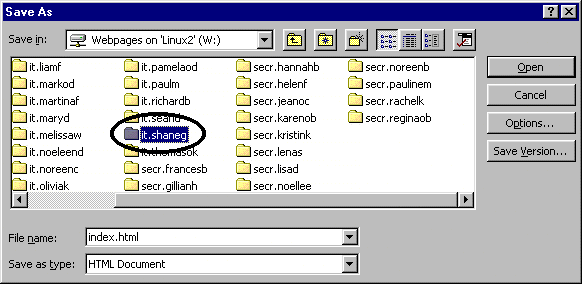 Save As
Save in: Webpages on 'Linux2' (W:)
it.liamf
it.markod
it.martinaf
it.maryd
it.melissaw
it.noeleend
it.noreenc
it.oliviak
it.pamelaod
it.paulm
it.richardb
it.seand
it.shaneg
it.thomasok
secr.francesb
secr.gillianh
secr.hannahb
secr.helenf
secr.jeanoc
secr.karenob
secr.kristink
secr.lenas
secr.lisad
secr.noellee
secr.noreenb
secr.paulinem
secr.rachelk
secr.reginaob
Open
Cancel
Options...
Save Version...
File name: index.html
Save as type: HTML Document